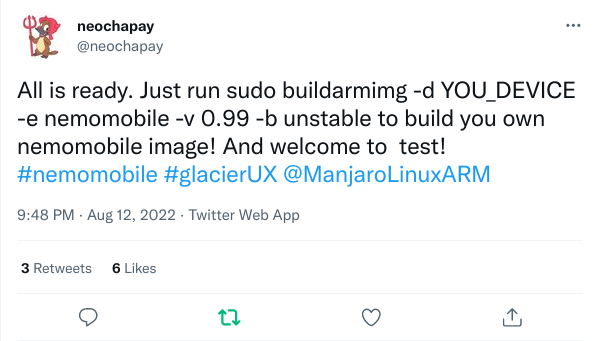 neochapay
@neochapay
All is ready. Just run sudo buildarmimg -d YOU_DEVICE
-e nemomobile -v 0.99 -b unstable to build you own
nemomobile image! And welcome to  test!
#nemomobile #glacierUX @ManjaroLinuxARM
9:48 PM · Aug 12, 2022 · Twitter Web App
3 Retweets 6 Likes